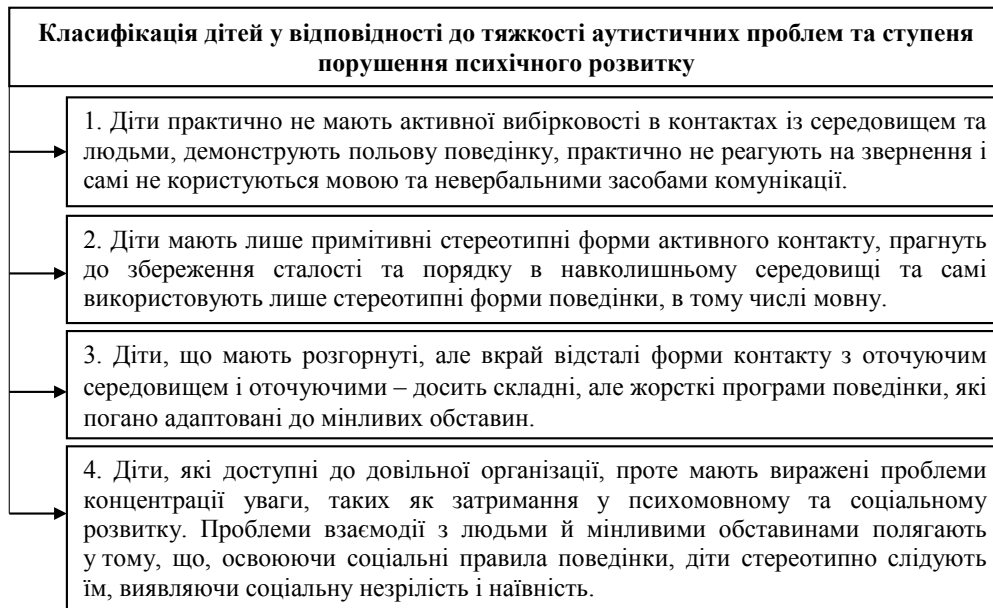 Класифікація дітей у відповідності до тяжкості аутистичних проблем та ступеня
порушення психічного розвитку
1. Діти практично не мають активної вибірковості в контактах із середовищем та
людьми, демонструють польову поведінку, практично не реагують на звернення і
самі не користуються мовою та невербальними засобами комунікації.
2. Діти мають лише примітивні стереотипні форми активного контакту, прагнуть
до збереження сталості та порядку в навколишньому середовищі та самі
використовують лише стереотипні форми поведінки, в тому числі мовну.
3. Діти, що мають розгорнуті, але вкрай відсталі форми контакту з оточуючим
середовищем і оточуючими – досить складні, але жорсткі програми поведінки, які
погано адаптовані до мінливих обставин.
4. Діти, які доступні до довільної організації, проте мають виражені проблеми
концентрації уваги, таких як затримання у психомовному та соціальному
розвитку. Проблеми взаємодії з людьми й мінливими обставинами полягають
у тому, що, освоюючи соціальні правила поведінки, діти стереотипно слідують
їм, виявляючи соціальну незрілість і наївність.